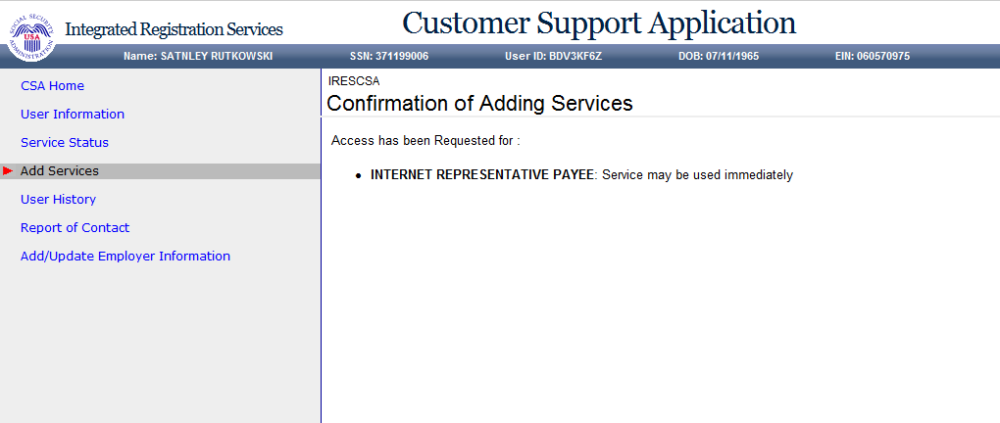 SOCIAL SECURITY
USA
ADMINISTRATION
Integrated Registration Services
Customer Support Application
Name: SATNLEY RUTKOWSKI SSN: 371199006 User ID: BDV3KF6Z DOB: 07/11/1965 EIN: 060570975
CSA Home
User Information
Service Status
Add Services
User History
Report of Contact
Add/Update Employer Information
IRESCSA
Confirmation of Adding Services
Access has been Requested for :
• INTERNET REPRESENTATIVE PAYEE: Service may be used immediately